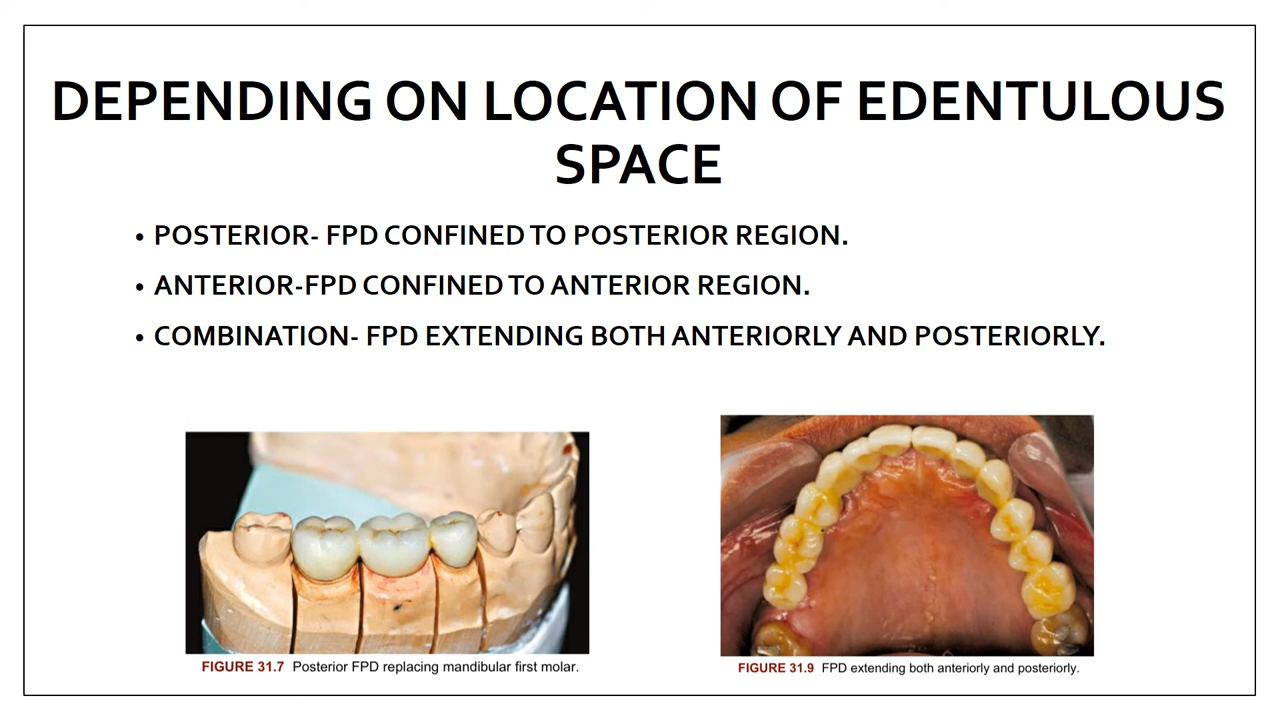 DEPENDING ON LOCATION OF EDENTULOUS
SPACE
• POSTERIOR- FPD CONFINED TO POSTERIOR REGION.
• ANTERIOR-FPD CONFINED TO ANTERIOR REGION.
• COMBINATION- FPD EXTENDING BOTH ANTERIORLY AND POSTERIORLY.
FIGURE 31.7 Posterior FPD replacing mandibular first molar.
FIGURE 31.9 FPD extending both anteriorly and posteriorly.